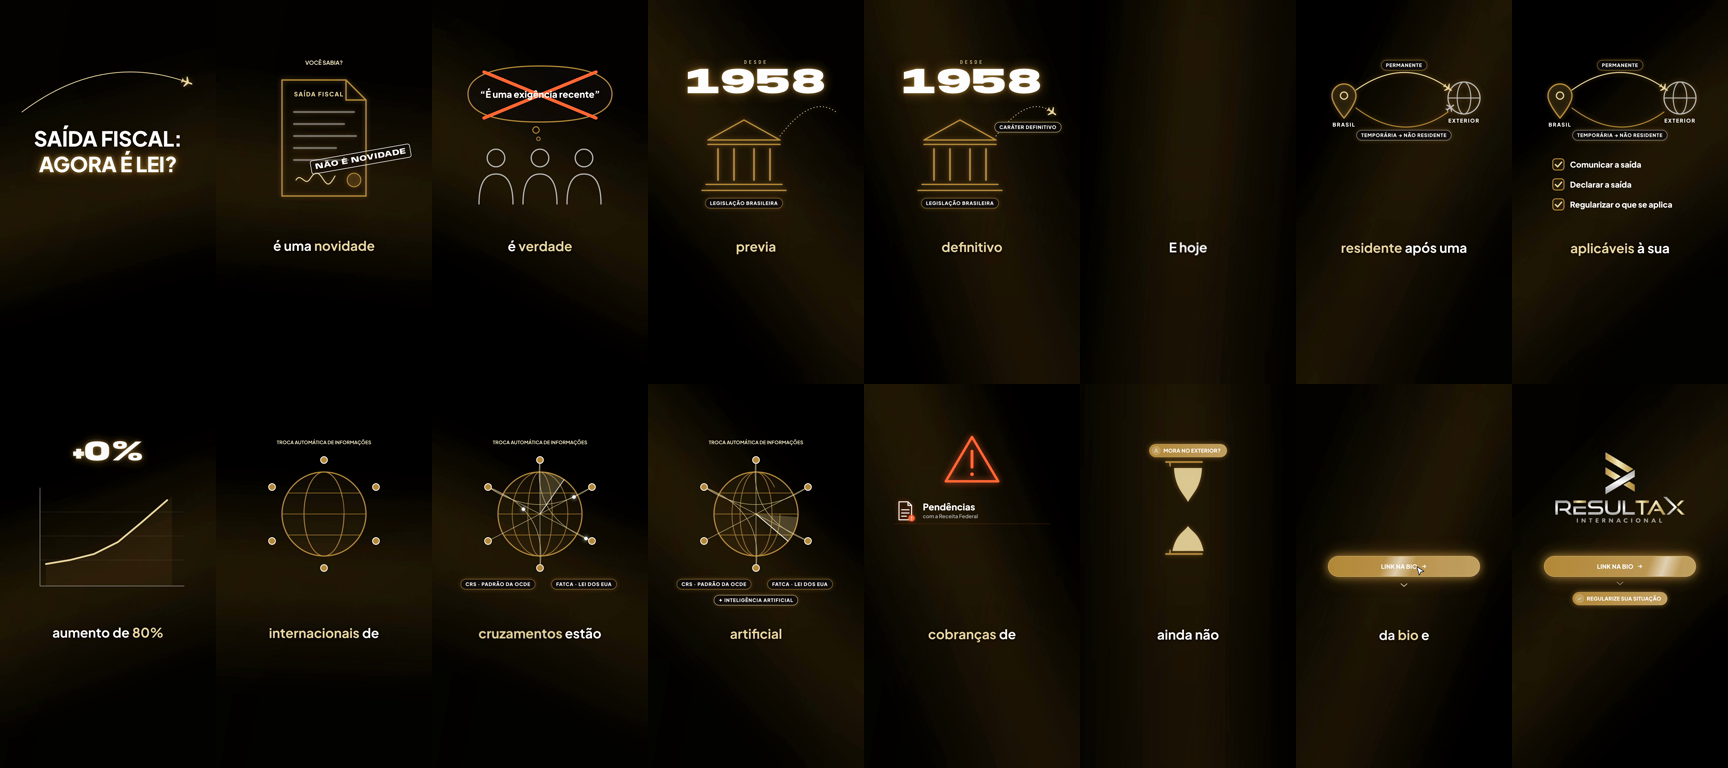 SAÍDA FISCAL:
AGORA É LEI?
VOCÊ SABIA?
SAÍDA FISCAL
NÃO É NOVIDADE
é uma novidade
“É uma exigência recente”
é verdade
DESDE
1958
LEGISLAÇÃO BRASILEIRA
previa
DESDE
1958
CARÁTER DEFINITIVO
LEGISLAÇÃO BRASILEIRA
definitivo
E hoje
PERMANENTE
BRASIL
EXTERIOR
TEMPORÁRIA → NÃO RESIDENTE
residente após uma
PERMANENTE
BRASIL
EXTERIOR
TEMPORÁRIA → NÃO RESIDENTE
Comunicar a saída
Declarar a saída
Regularizar o que se aplica
aplicáveis à sua
+0%
aumento de 80%
TROCA AUTOMÁTICA DE INFORMAÇÕES
internacionais de
TROCA AUTOMÁTICA DE INFORMAÇÕES
CRS · PADRÃO DA OCDE
FATCA · LEI DOS EUA
cruzamentos estão
TROCA AUTOMÁTICA DE INFORMAÇÕES
CRS · PADRÃO DA OCDE
FATCA · LEI DOS EUA
+ INTELIGÊNCIA ARTIFICIAL
artificial
Pendências
com a Receita Federal
cobranças de
MORA NO EXTERIOR?
ainda não
LINK NA BIO →
da bio e
RESULTAX
INTERNACIONAL
LINK NA BIO →
REGULARIZE SUA SITUAÇÃO